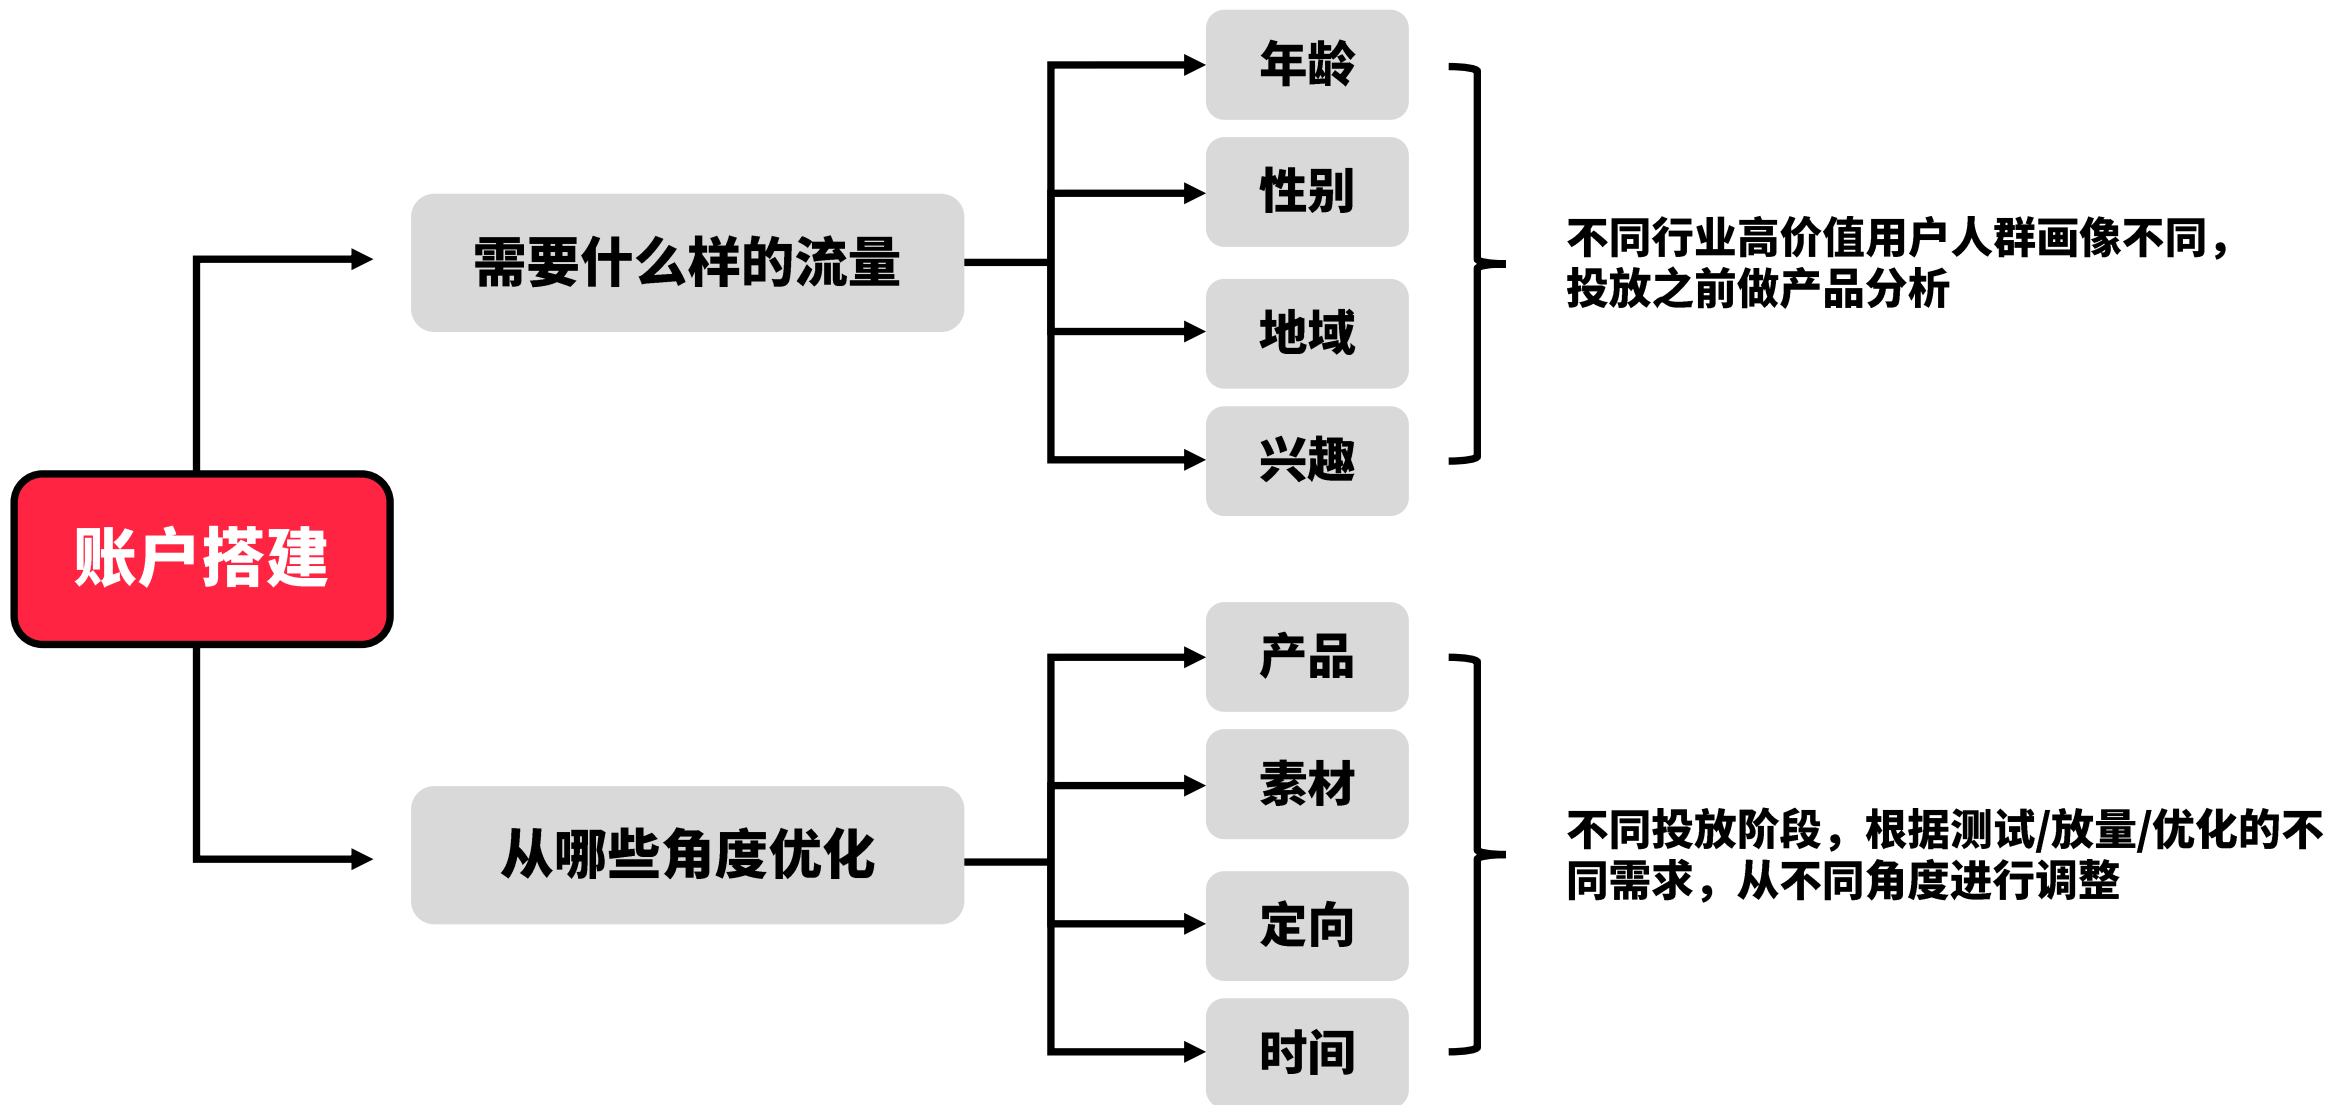 账户搭建
需要什么样的流量
年龄
性别
地域
兴趣
不同行业高价值用户人群画像不同，
投放之前做产品分析
从哪些角度优化
产品
素材
定向
时间
不同投放阶段，根据测试/放量/优化的不
同需求，从不同角度进行调整